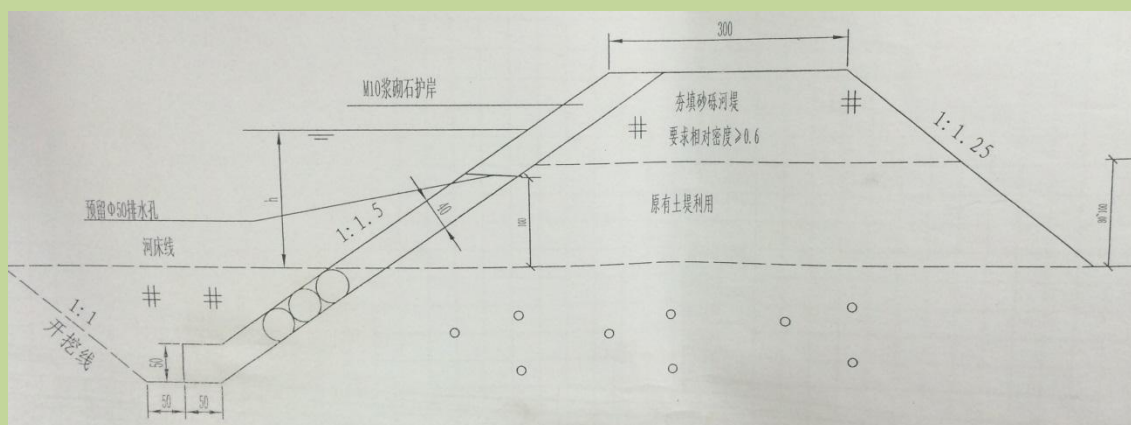 300
M10浆砌石护岸
夯填砂砾河堤
要求相对密度≥0.6
1:1.25
h
预留Φ50排水孔
1:1.5
40
100
原有土堤利用
河床线
1:1
开挖线
50
50
50